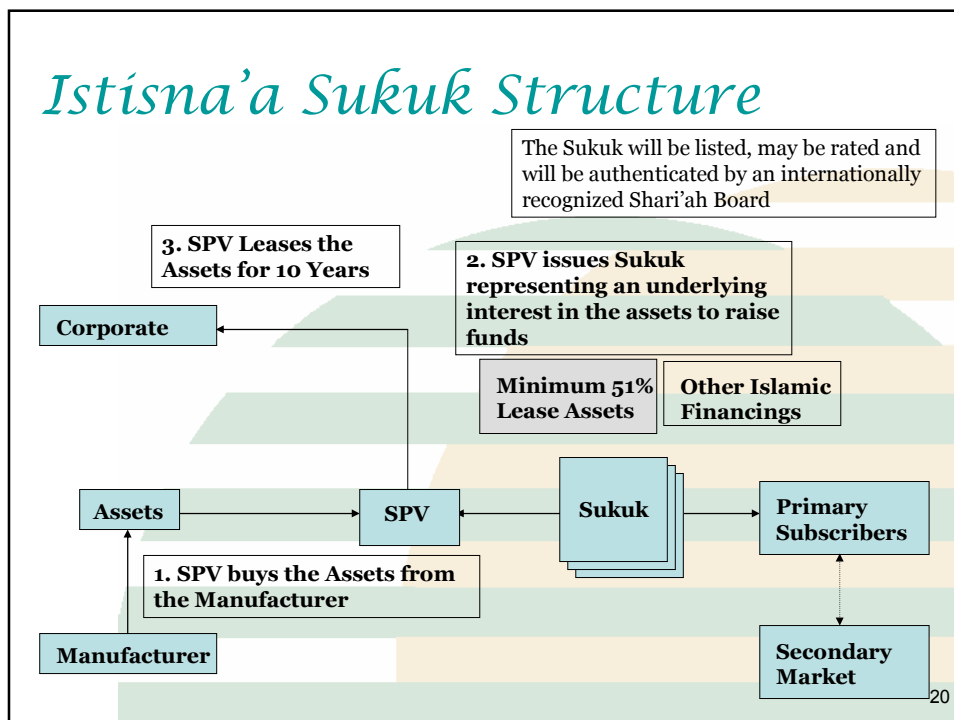 Istisna’a Sukuk Structure
The Sukuk will be listed, may be rated and
will be authenticated by an internationally
recognized Shari’ah Board
3. SPV Leases the
Assets for 10 Years
2. SPV issues Sukuk
representing an underlying
interest in the assets to raise
funds
Corporate
Minimum 51%
Lease Assets
Other Islamic
Financings
Assets
SPV
Sukuk
Primary
Subscribers
1. SPV buys the Assets from
the Manufacturer
Manufacturer
Secondary
Market
20